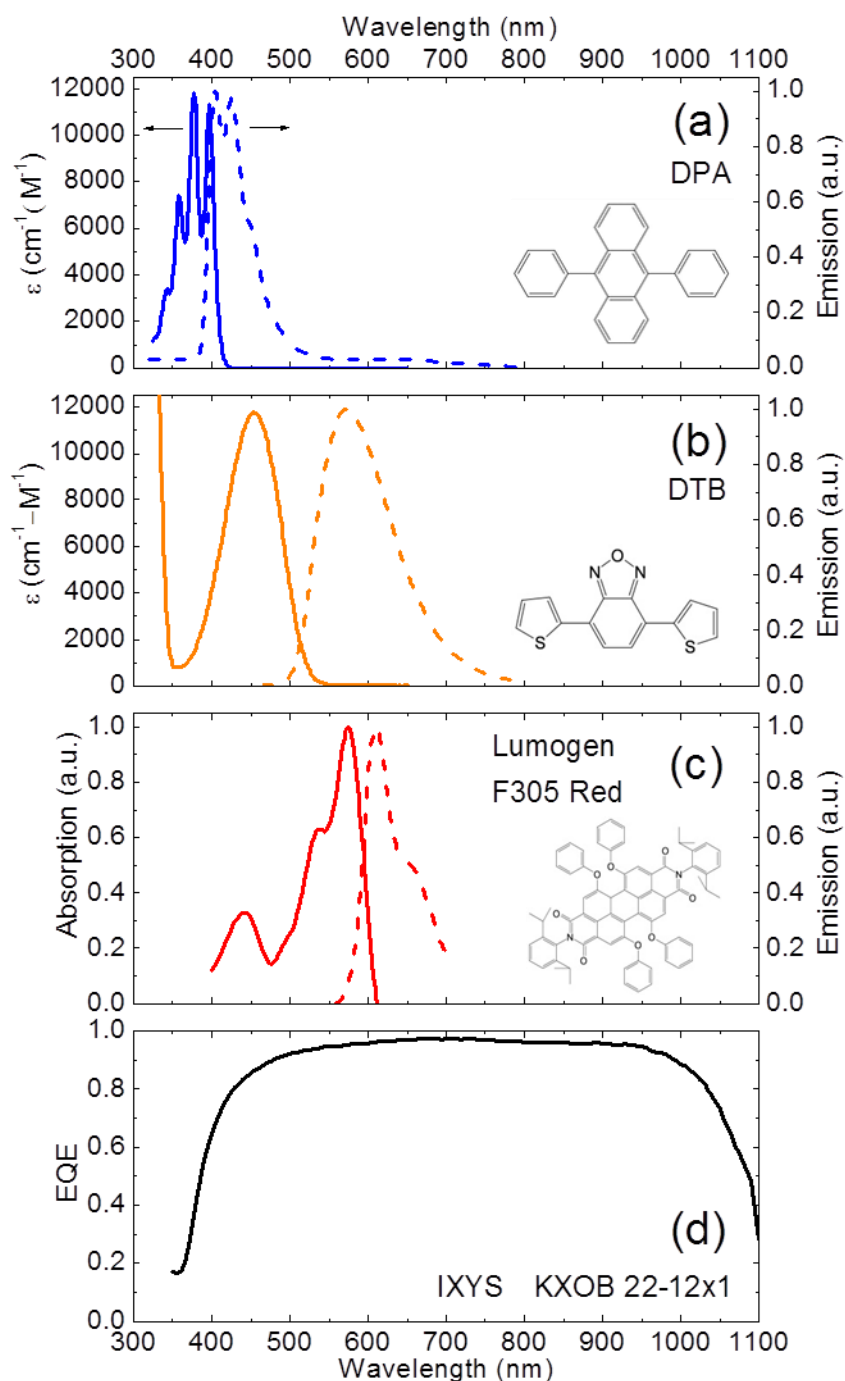 Wavelength (nm)
300 400 500 600 700 800 900 1000 1100
12000
10000
8000
6000
4000
2000
0
ε (cm⁻¹( M⁻¹)
1.0
0.8
0.6
0.4
0.2
0.0
Emission (a.u.)
(a)
DPA
12000
10000
8000
6000
4000
2000
0
ε (cm⁻¹–M⁻¹)
1.0
0.8
0.6
0.4
0.2
0.0
Emission (a.u.)
(b)
DTB
O
N N
S S
1.0
0.8
0.6
0.4
0.2
0.0
Absorption (a.u.)
1.0
0.8
0.6
0.4
0.2
0.0
Emission (a.u.)
Lumogen
F305 Red
(c)
O O
O
N
O
O
N
O
O O
1.0
0.8
0.6
0.4
0.2
0.0
EQE
(d)
IXYS KXOB 22-12x1
300 400 500 600 700 800 900 1000 1100
Wavelength (nm)